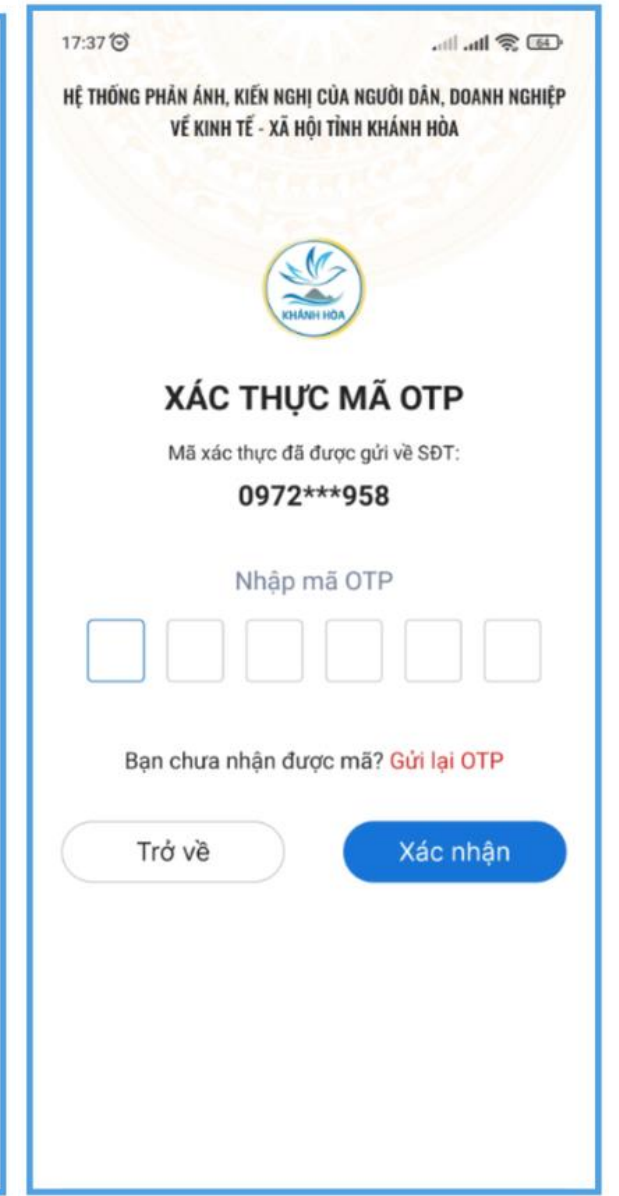 17:37
64
HỆ THỐNG PHẢN ÁNH, KIẾN NGHỊ CỦA NGƯỜI DÂN, DOANH NGHIỆP
VỀ KINH TẾ - XÃ HỘI TỈNH KHÁNH HÒA
KHÁNH HÒA
XÁC THỰC MÃ OTP
Mã xác thực đã được gửi về SĐT:
0972***958
Nhập mã OTP
Bạn chưa nhận được mã? Gửi lại OTP
Trở về
Xác nhận